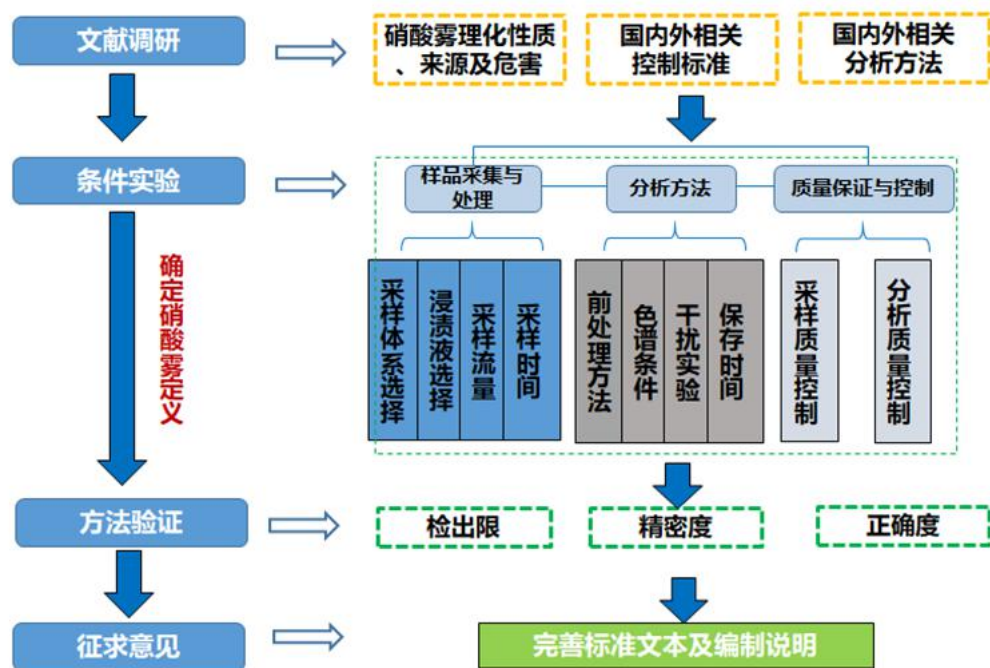 文献调研
硝酸雾理化性质
、来源及危害
国内外相关
控制标准
国内外相关
分析方法
条件实验
样品采集与
处理
分析方法
质量保证与控制
确定硝酸雾定义
采样体系选择
浸渍液选择
采样流量
采样时间
前处理方法
色谱条件
干扰实验
保存时间
采样质量控制
分析质量控制
方法验证
检出限
精密度
正确度
征求意见
完善标准文本及编制说明